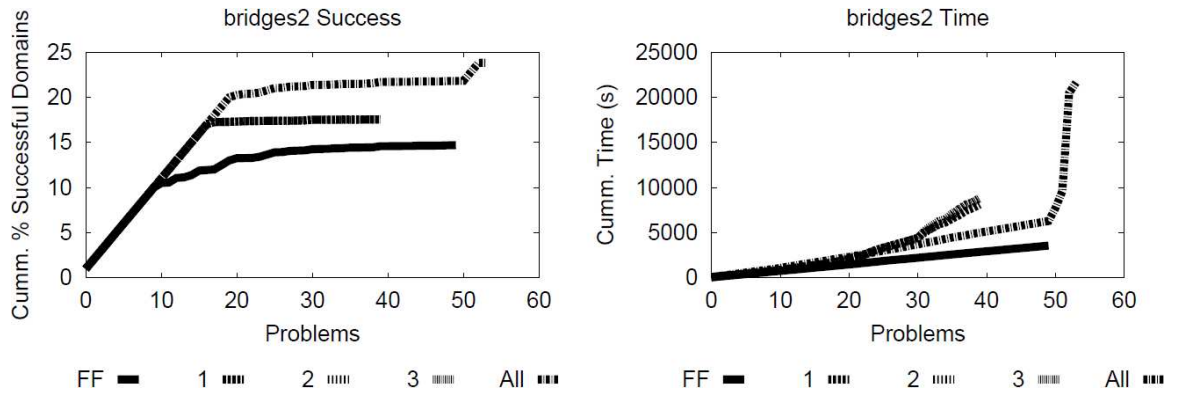 bridges2 Success
Cumm. % Successful Domains
25
20
15
10
5
0
0 10 20 30 40 50 60
Problems
FF 1 2 3 All
bridges2 Time
Cumm. Time (s)
25000
20000
15000
10000
5000
0
0 10 20 30 40 50 60
Problems
FF 1 2 3 All